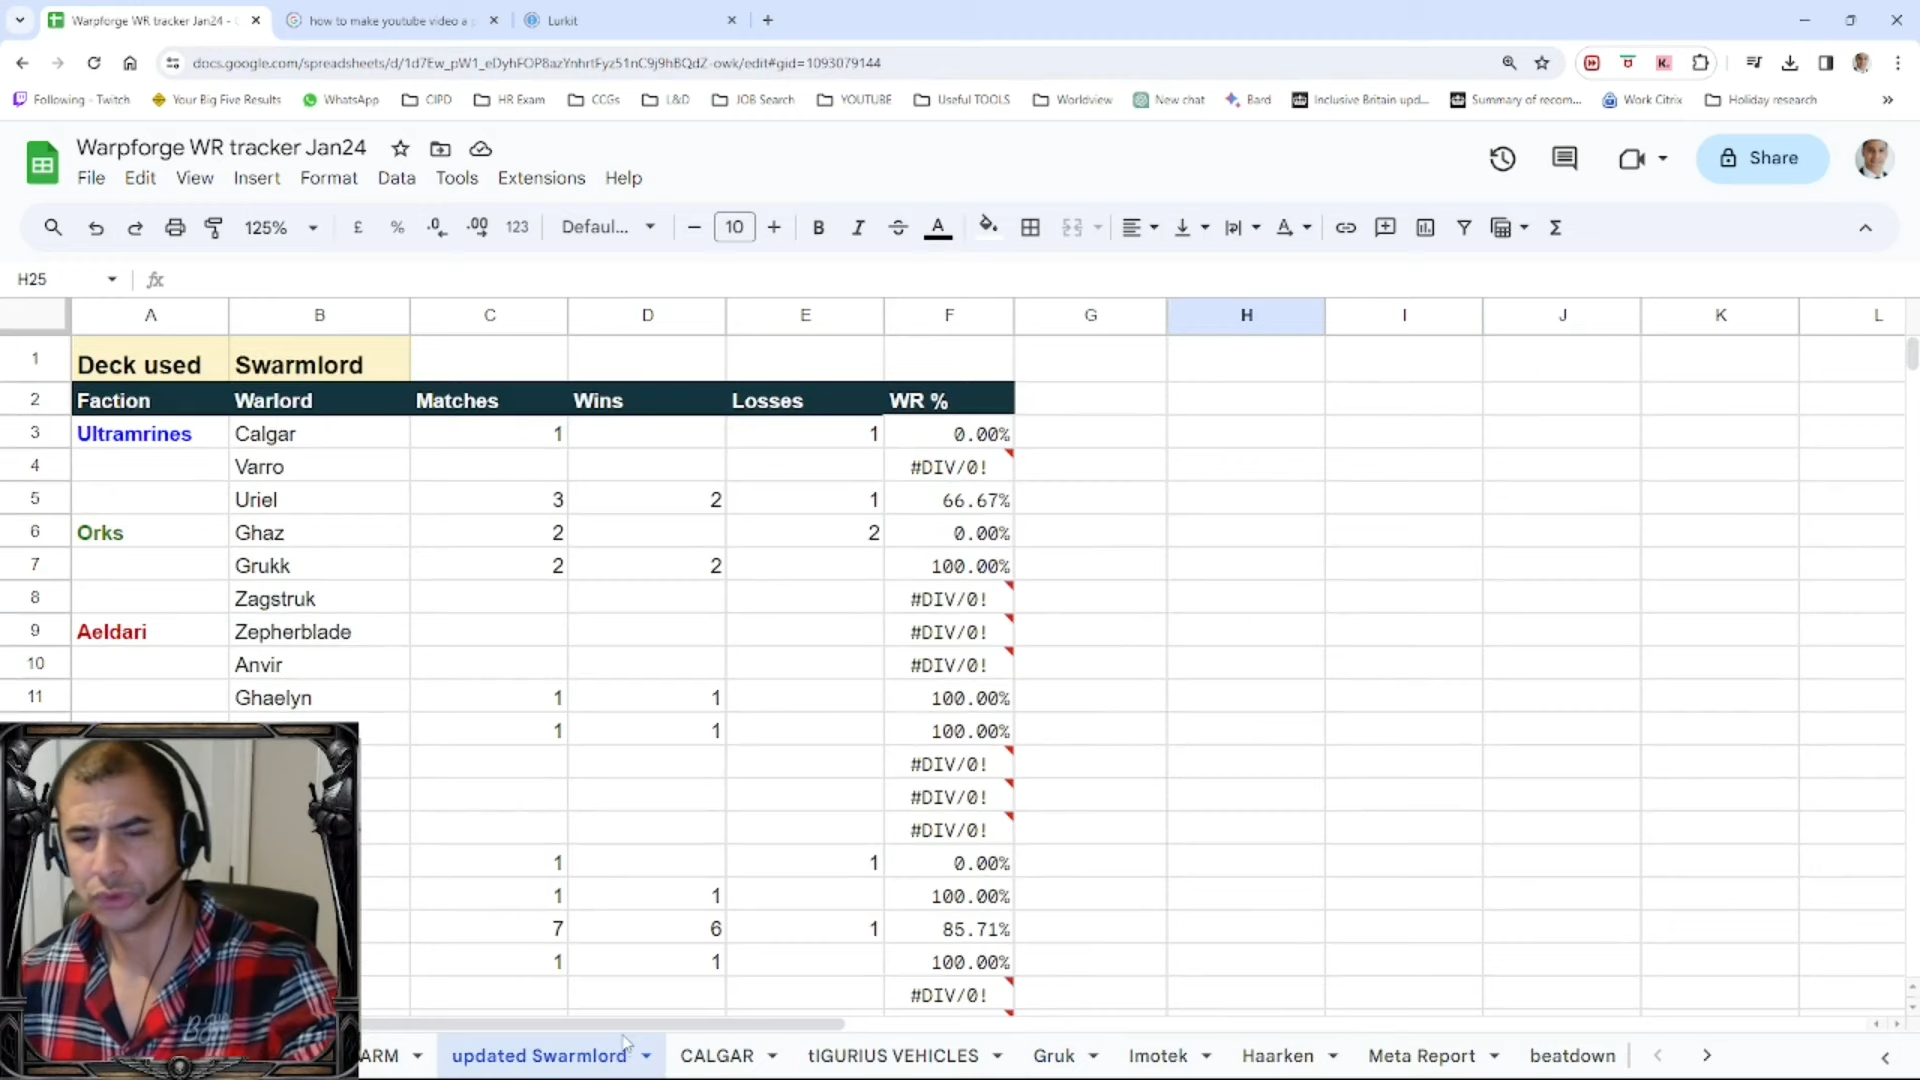 Warpforge WR tracker Jan24 - G
how to make youtube video a p
Lurkit
docs.google.com/spreadsheets/d/1d7Ew_pW1_eDyhFOP8azYnhrtFyz51nC9j9hBQdZ-owk/edit#gid=1093079144
Following - Twitch
Your Big Five Results
WhatsApp
CIPD
HR Exam
CCGs
L&D
JOB Search
YOUTUBE
Useful TOOLS
Worldview
New chat
Bard
Inclusive Britain upd...
Summary of recom...
Work Citrix
Holiday research
Warpforge WR tracker Jan24
Share
File Edit View Insert Format Data Tools Extensions Help
125% £ % .0 .00 123 Defaul... 10 B I A
H25
A B C D E F G H I J K L
1 Deck used Swarmlord
2 Faction Warlord Matches Wins Losses WR %
3 Ultramrines Calgar 1 1 0.00%
4 Varro #DIV/0!
5 Uriel 3 2 1 66.67%
6 Orks Ghaz 2 2 0.00%
7 Grukk 2 2 100.00%
8 Zagstruk #DIV/0!
9 Aeldari Zepherblade #DIV/0!
10 Anvir #DIV/0!
11 Ghaelyn 1 1 100.00%
1 1 100.00%
#DIV/0!
#DIV/0!
#DIV/0!
1 1 0.00%
1 1 100.00%
7 6 1 85.71%
1 1 100.00%
#DIV/0!
ARM
updated Swarmlord
CALGAR
tIGURIUS VEHICLES
Gruk
Imotek
Haarken
Meta Report
beatdown